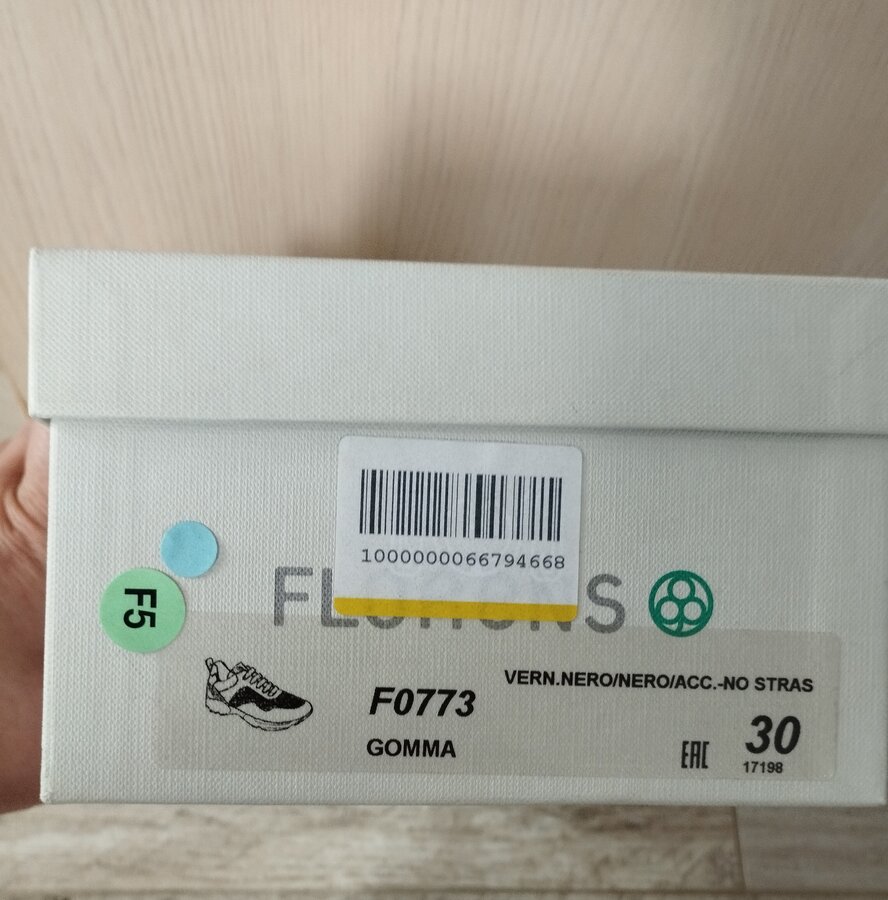 1000000066794668
F5
VERN.NERO/NERO/ACC.-NO STRAS
F0773
GOMMA
EAC
30
17198